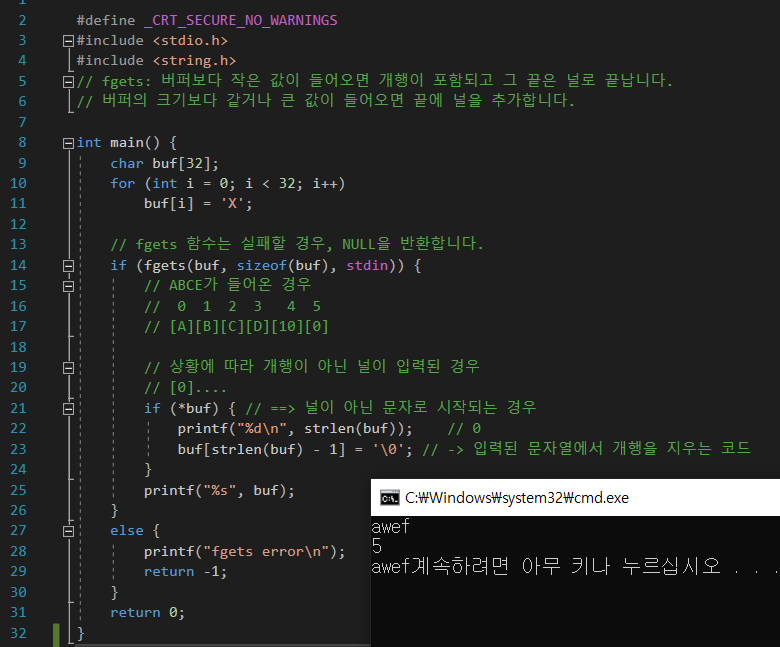 1
2 #define _CRT_SECURE_NO_WARNINGS
3 #include <stdio.h>
4 #include <string.h>
5 // fgets: 버퍼보다 작은 값이 들어오면 개행이 포함되고 그 끝은 널로 끝납니다.
6 // 버퍼의 크기보다 같거나 큰 값이 들어오면 끝에 널을 추가합니다.
7
8 int main() {
9 char buf[32];
10 for (int i = 0; i < 32; i++)
11 buf[i] = 'X';
12
13 // fgets 함수는 실패할 경우, NULL을 반환합니다.
14 if (fgets(buf, sizeof(buf), stdin)) {
15 // ABCE가 들어온 경우
16 //  0  1  2  3   4  5
17 // [A][B][C][D][10][0]
18
19 // 상황에 따라 개행이 아닌 널이 입력된 경우
20 // [0]....
21 if (*buf) { // ==> 널이 아닌 문자로 시작되는 경우
22 printf("%d\n", strlen(buf));    // 0
23 buf[strlen(buf) - 1] = '\0'; // -> 입력된 문자열에서 개행을 지우는 코드
24 }
25 printf("%s", buf);
26 }
27 else {
28 printf("fgets error\n");
29 return -1;
30 }
31 return 0;
32 }
C:₩Windows₩system32₩cmd.exe
awef
5
awef계속하려면 아무 키나 누르십시오 . . .